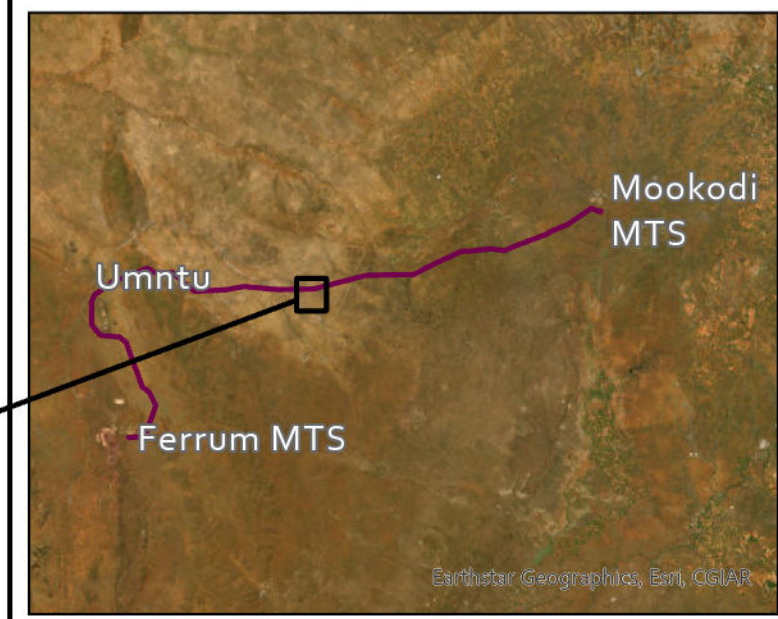 Mookodi
MTS
Umntu
Ferrum MTS
Earthstar Geographics, Esri, CGIAR